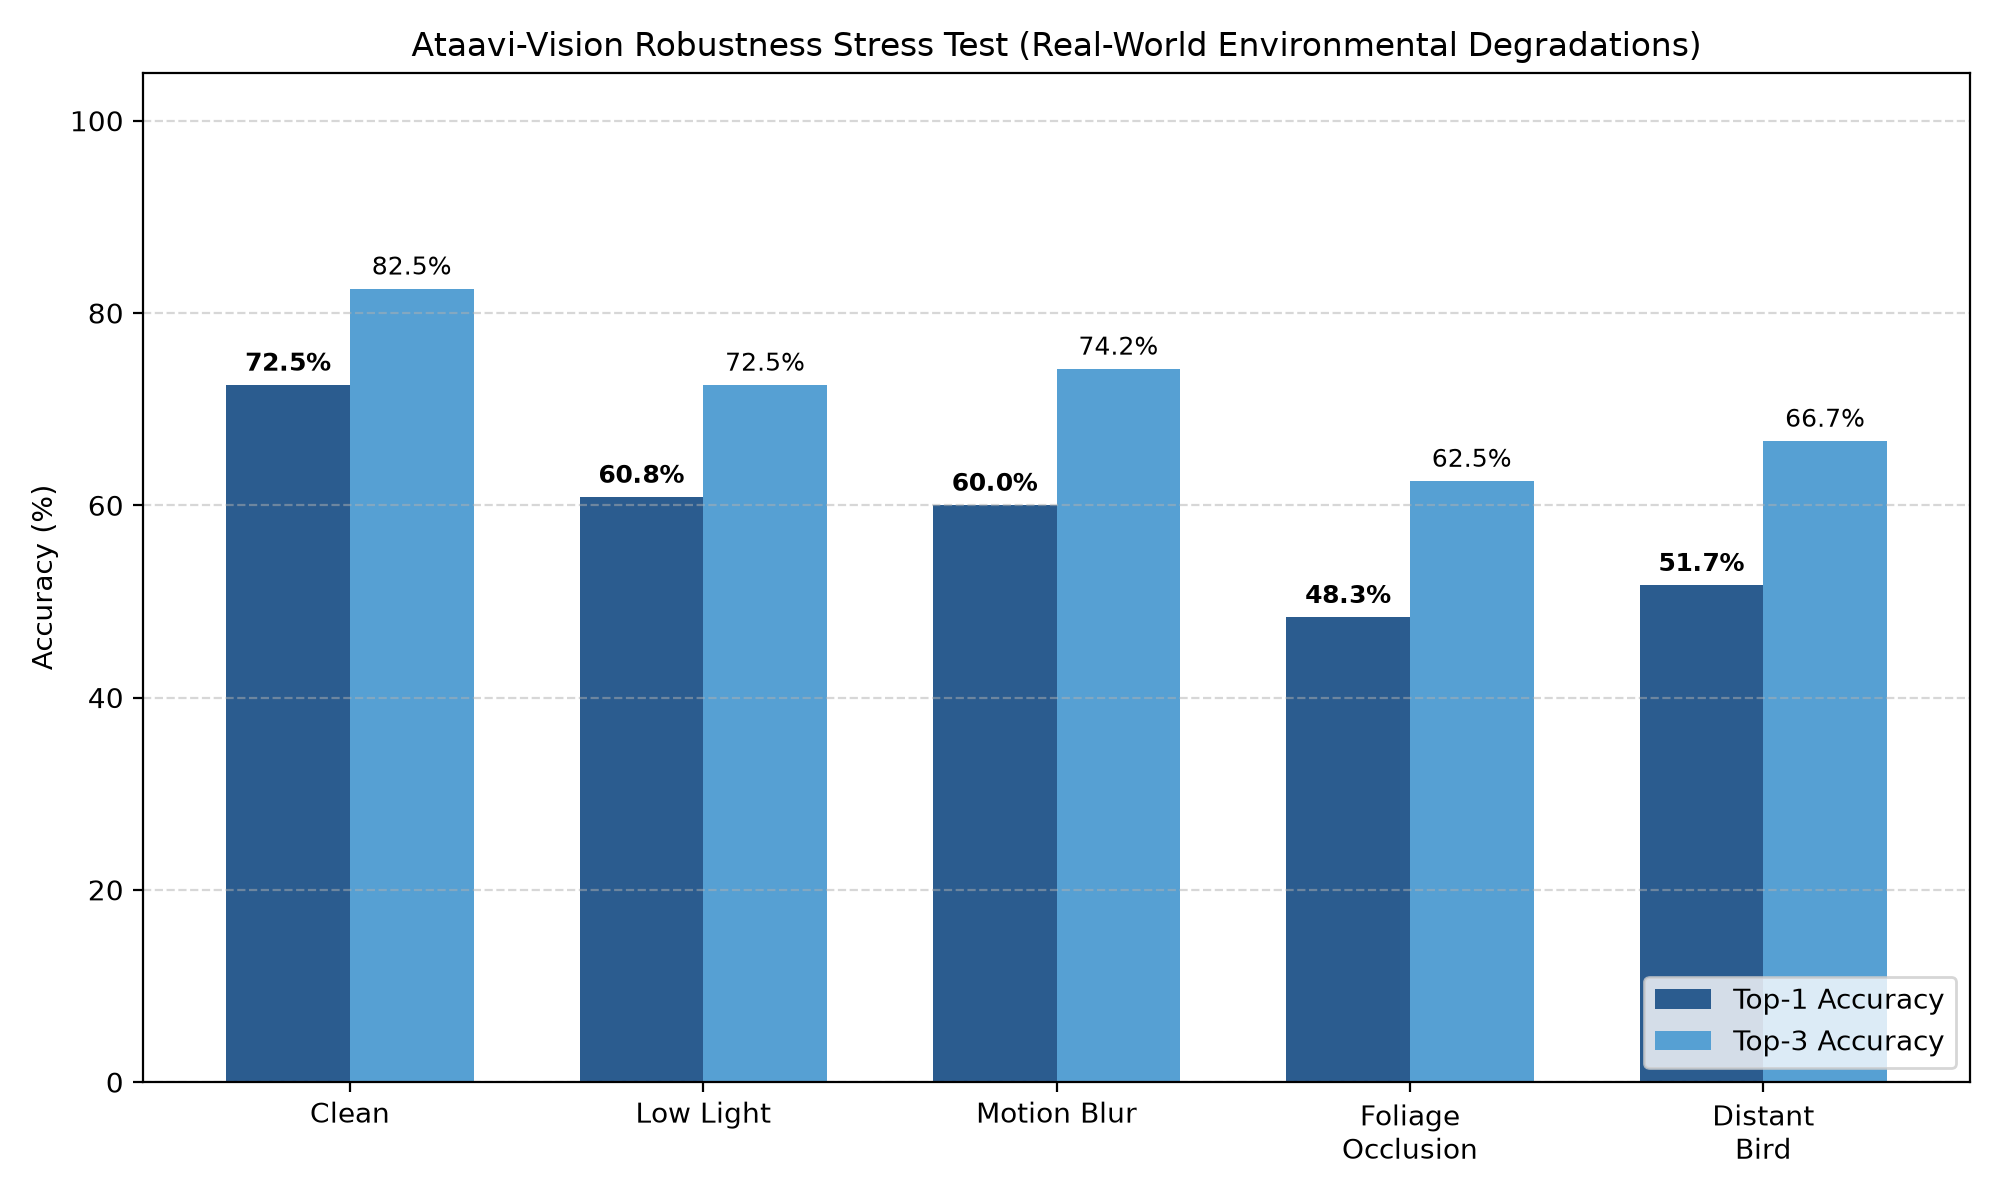 Ataavi-Vision Robustness Stress Test (Real-World Environmental Degradations)
Accuracy (%)
100
80
60
40
20
0
72.5%
82.5%
60.8%
72.5%
60.0%
74.2%
48.3%
62.5%
51.7%
66.7%
Top-1 Accuracy
Top-3 Accuracy
Clean
Low Light
Motion Blur
Foliage
Occlusion
Distant
Bird